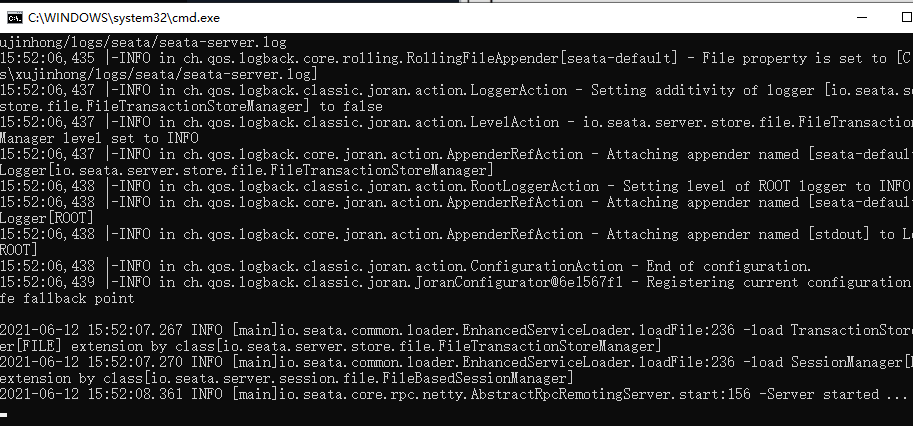 C:\WINDOWS\system32\cmd.exe
ujinhong/logs/seata/seata-server.log
15:52:06,435 |-INFO in ch.qos.logback.core.rolling.RollingFileAppender[seata-default] - File property is set to [C
s\xujinhong/logs/seata/seata-server.log]
15:52:06,437 |-INFO in ch.qos.logback.classic.joran.action.LoggerAction - Setting additivity of logger [io.seata.s
store.file.FileTransactionStoreManager] to false
15:52:06,437 |-INFO in ch.qos.logback.classic.joran.action.LevelAction - io.seata.server.store.file.FileTransactio
Manager level set to INFO
15:52:06,437 |-INFO in ch.qos.logback.core.joran.action.AppenderRefAction - Attaching appender named [seata-defaul
Logger[io.seata.server.store.file.FileTransactionStoreManager]
15:52:06,438 |-INFO in ch.qos.logback.classic.joran.action.RootLoggerAction - Setting level of ROOT logger to INFO
15:52:06,438 |-INFO in ch.qos.logback.core.joran.action.AppenderRefAction - Attaching appender named [seata-defaul
Logger[ROOT]
15:52:06,438 |-INFO in ch.qos.logback.core.joran.action.AppenderRefAction - Attaching appender named [stdout] to Lo
ROOT]
15:52:06,438 |-INFO in ch.qos.logback.classic.joran.action.ConfigurationAction - End of configuration.
15:52:06,439 |-INFO in ch.qos.logback.classic.joran.JoranConfigurator@6e1567f1 - Registering current configuration
fe fallback point
2021-06-12 15:52:07.267 INFO [main]io.seata.common.loader.EnhancedServiceLoader.loadFile:236 -load TransactionStor
er[FILE] extension by class[io.seata.server.store.file.FileTransactionStoreManager]
2021-06-12 15:52:07.270 INFO [main]io.seata.common.loader.EnhancedServiceLoader.loadFile:236 -load SessionManager[
extension by class[io.seata.server.session.file.FileBasedSessionManager]
2021-06-12 15:52:08.361 INFO [main]io.seata.core.rpc.netty.AbstractRpcRemotingServer.start:156 -Server started ...